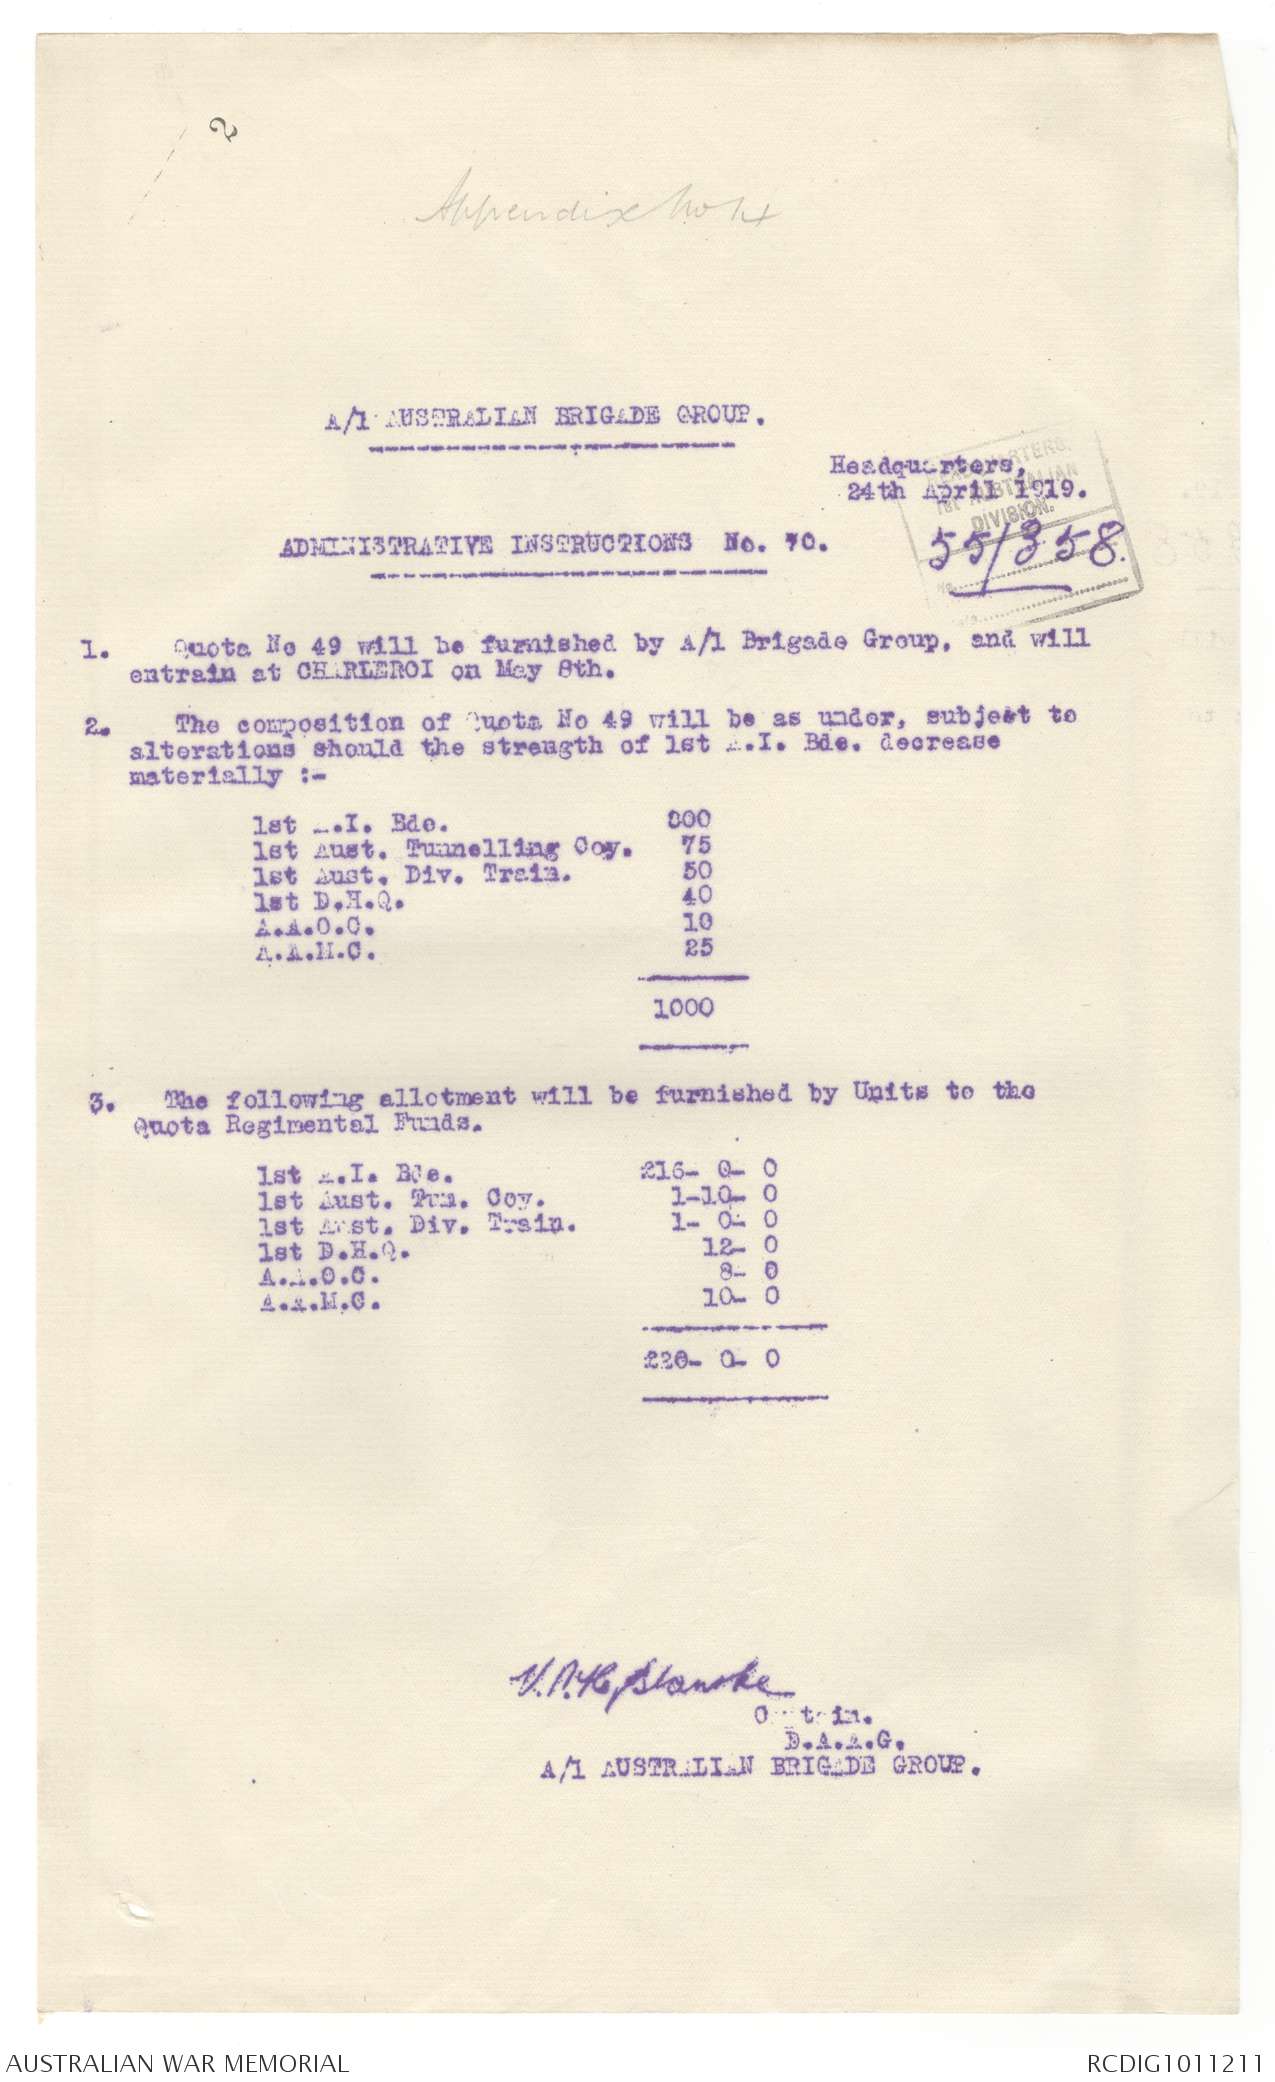 2
Appendix No
A/1 AUSTRALIAN BRIGADE GROUP.
HEADQUARTERS,
1st AUSTRALIAN
DIVISION.
Headquarters,
24th April 1919.
55/358.
No.
ADMINISTRATIVE INSTRUCTIONS No. 70.
1. Quota No 49 will be furnished by A/1 Brigade Group, and will
entrain at CHARLEROI on May 8th.
2. The composition of Quota No 49 will be as under, subject to
alterations should the strength of 1st A.I. Bde. decrease
materially :-
1st A.I. Bde. 800
1st Aust. Tunnelling Coy. 75
1st Aust. Div. Train. 50
1st D.H.Q. 40
A.A.O.C. 10
A.A.M.C. 25
1000
3. The following allotment will be furnished by Units to the
Quota Regimental Funds.
1st A.I. Bde. £216- 0- 0
1st Aust. Tun. Coy. 1-10- 0
1st Aust. Div. Train. 1- 0- 0
1st D.H.Q. 12- 0
A.A.O.C. 8- 0
A.A.M.C. 10- 0
£220- 0- 0
Captain.
D.A.A.G.
A/1 AUSTRALIAN BRIGADE GROUP.
AUSTRALIAN WAR MEMORIAL
RCDIG1011211